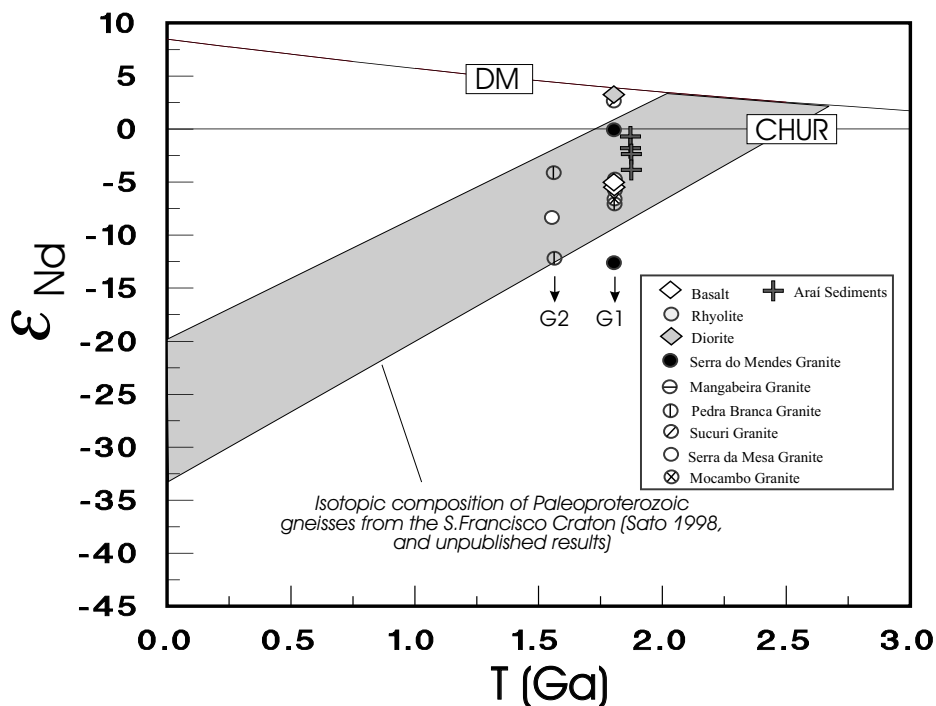 10
5
0
-5
-10
-15
-20
-25
-30
-35
-40
-45
ε Nd
DM
CHUR
G2
G1
Basalt
Araí Sediments
Rhyolite
Diorite
Serra do Mendes Granite
Mangabeira Granite
Pedra Branca Granite
Sucuri Granite
Serra da Mesa Granite
Mocambo Granite
Isotopic composition of Paleoproterozoic
gneisses from the S.Francisco Craton (Sato 1998,
and unpublished results)
0.0 0.5 1.0 1.5 2.0 2.5 3.0
T (Ga)